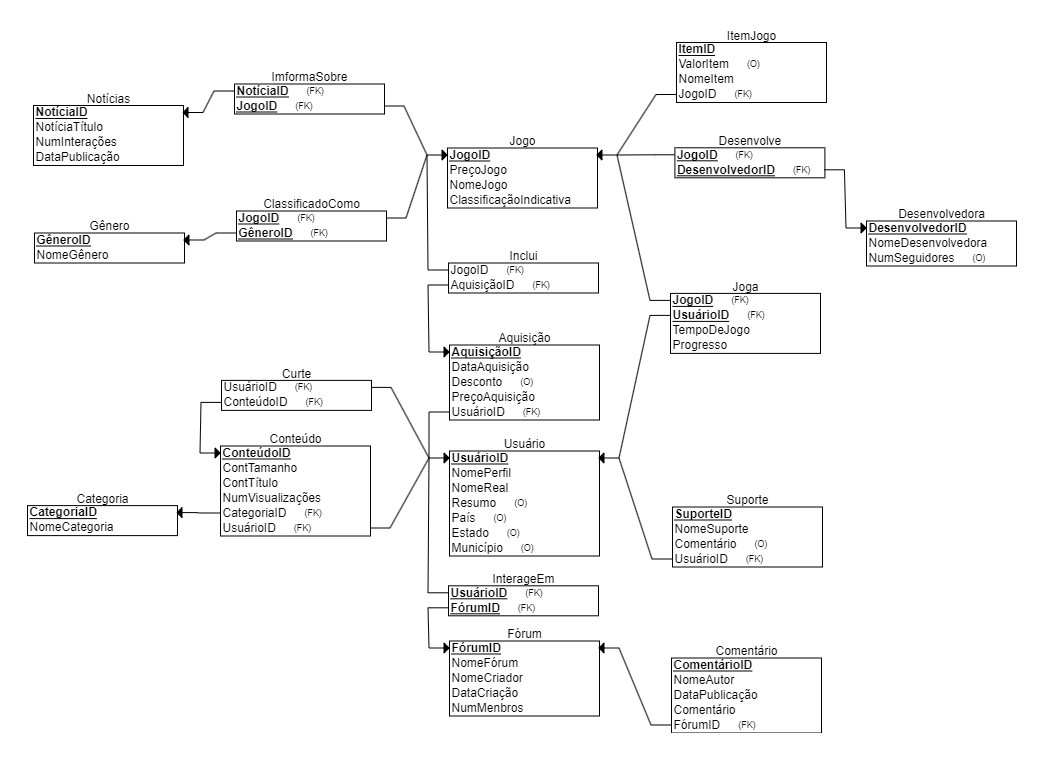 ItemJogo
ItemID
ValorItem (O)
NomeItem
JogoID (FK)
ImformaSobre
NotíciaID (FK)
JogoID (FK)
Notícias
NotíciaID
NotíciaTítulo
NumInterações
DataPublicação
Jogo
JogoID
PreçoJogo
NomeJogo
ClassificaçãoIndicativa
Desenvolve
JogoID (FK)
DesenvolvedorID (FK)
ClassificadoComo
JogoID (FK)
GêneroID (FK)
Gênero
GêneroID
NomeGênero
Desenvolvedora
DesenvolvedorID
NomeDesenvolvedora
NumSeguidores (O)
Inclui
JogoID (FK)
AquisiçãoID (FK)
Joga
JogoID (FK)
UsuárioID (FK)
TempoDeJogo
Progresso
Aquisição
AquisiçãoID
DataAquisição
Desconto (O)
PreçoAquisição
UsuárioID (FK)
Curte
UsuárioID (FK)
ConteúdoID (FK)
Conteúdo
ConteúdoID
ContTamanho
ContTítulo
NumVisualizações
CategoriaID (FK)
UsuárioID (FK)
Usuário
UsuárioID
NomePerfil
NomeReal
Resumo (O)
País (O)
Estado (O)
Município (O)
Categoria
CategoriaID
NomeCategoria
Suporte
SuporteID
NomeSuporte
Comentário (O)
UsuárioID (FK)
InterageEm
UsuárioID (FK)
FórumID (FK)
Fórum
FórumID
NomeFórum
NomeCriador
DataCriação
NumMenbros
Comentário
ComentárioID
NomeAutor
DataPublicação
Comentário
FórumID (FK)